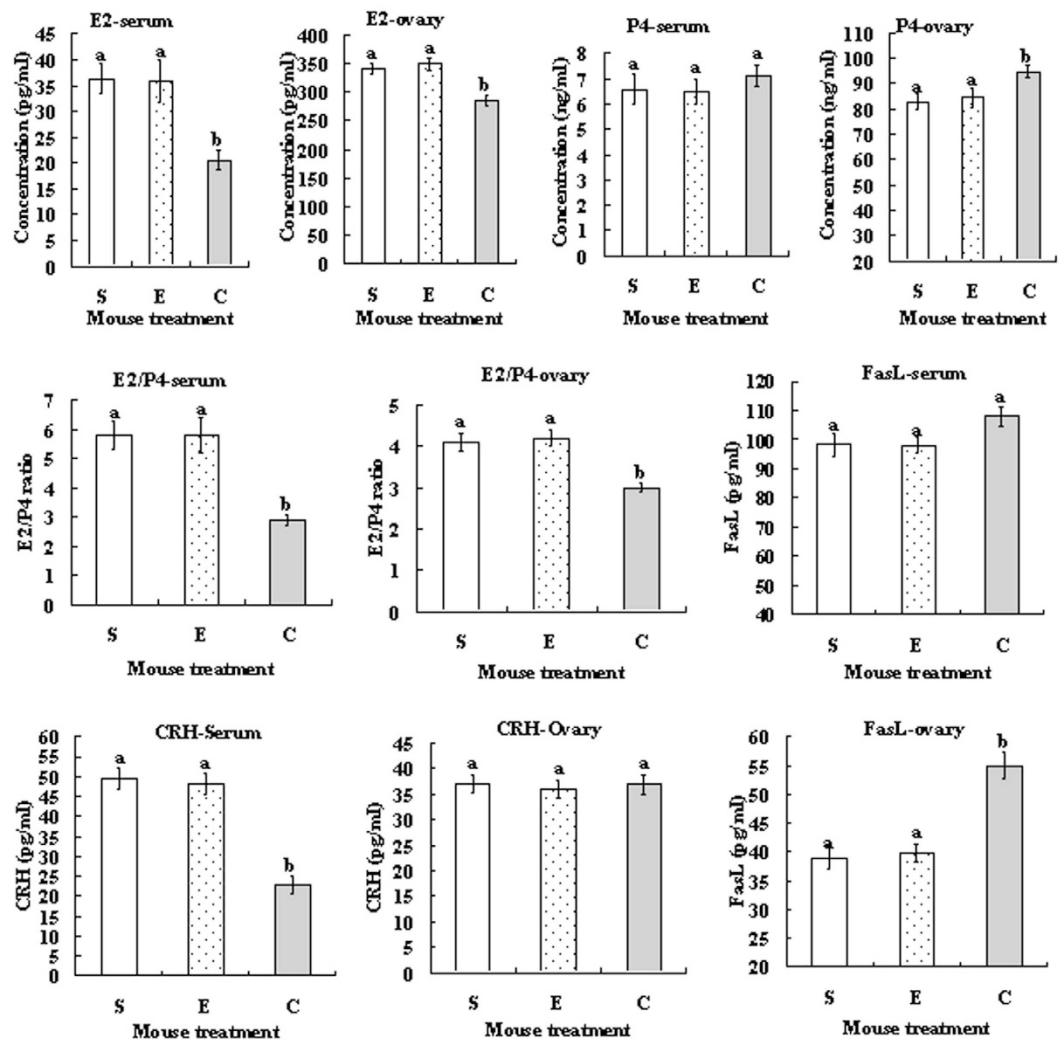 E2-serum
Concentration (pg/ml)
45
40
35
30
25
20
15
10
5
0
a
a
b
S E C
Mouse treatment
E2-ovary
Concentration (pg/ml)
400
350
300
250
200
150
100
50
0
a
a
b
S E C
Mouse treatment
P4-serum
Concentration (ng/ml)
8
7
6
5
4
3
2
1
0
a
a
a
S E C
Mouse treatment
P4-ovary
Concentration (ng/ml)
110
100
90
80
70
60
50
40
30
20
a
a
b
S E C
Mouse treatment
E2/P4-serum
E2/P4 ratio
7
6
5
4
3
2
1
0
a
a
b
S E C
Mouse treatment
E2/P4-ovary
E2/P4 ratio
5
4
3
2
1
0
a
a
b
S E C
Mouse treatment
FasL-serum
FasL (pg/ml)
120
110
100
90
80
70
60
50
40
a
a
a
S E C
Mouse treatment
CRH-Serum
CRH (pg/ml)
60
55
50
45
40
35
30
25
20
15
10
5
0
a
a
b
S E C
Mouse treatment
CRH-Ovary
CRH (pg/ml)
45
40
35
30
25
20
15
10
5
0
a
a
a
S E C
Mouse treatment
FasL-ovary
FasL (pg/ml)
60
55
50
45
40
35
30
25
20
a
a
b
S E C
Mouse treatment